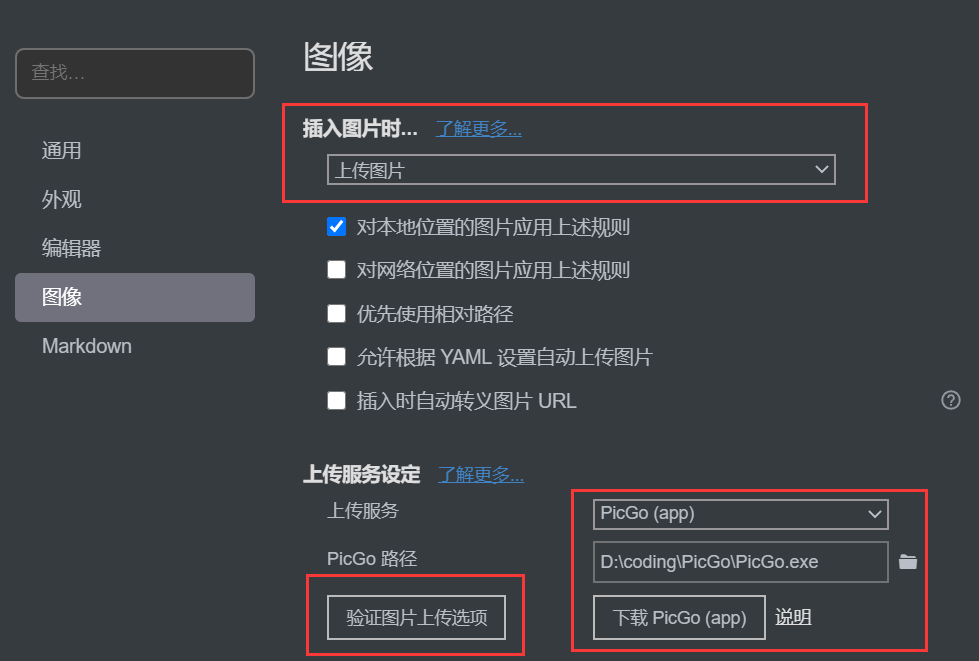 图像
查找...
通用
外观
编辑器
图像
Markdown
插入图片时... 了解更多...
上传图片
对本地位置的图片应用上述规则
对网络位置的图片应用上述规则
优先使用相对路径
允许根据 YAML 设置自动上传图片
插入时自动转义图片 URL
?
上传服务设定 了解更多...
上传服务 PicGo (app)
PicGo 路径 D:\coding\PicGo\PicGo.exe
验证图片上传选项 下载 PicGo (app) 说明